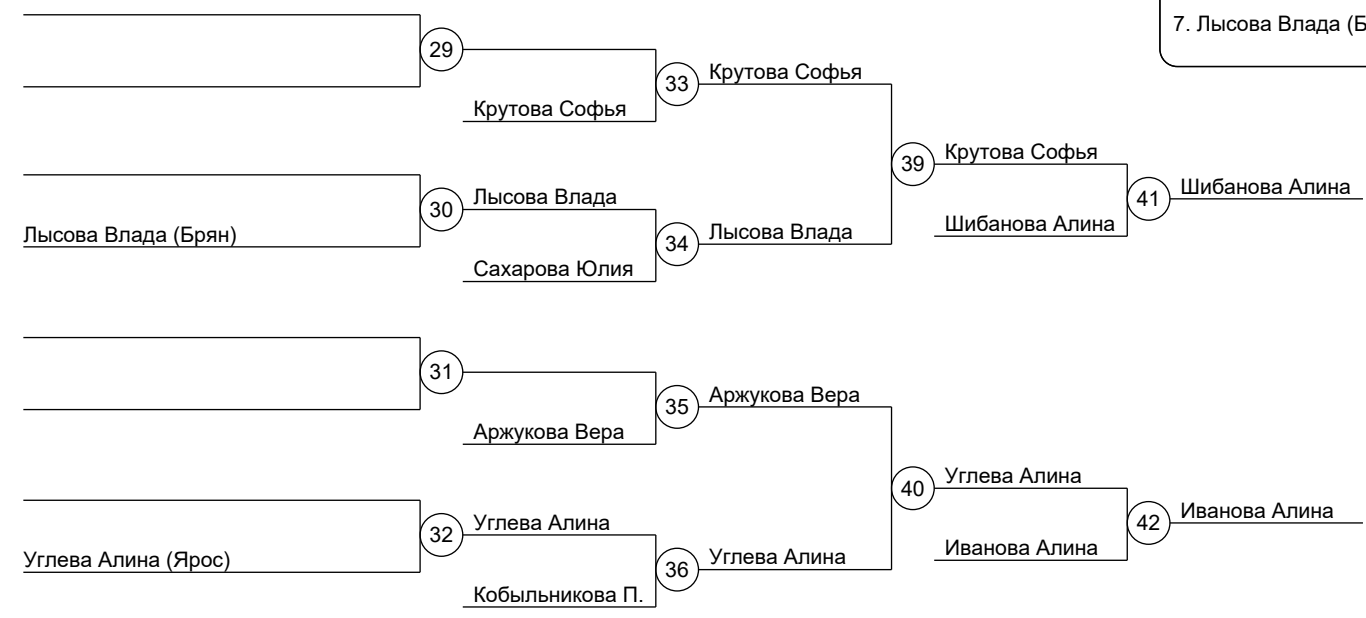 7. Лысова Влада (Б
29
33
Крутова Софья
Крутова Софья
39
Крутова Софья
30
Лысова Влада
41
Шибанова Алина
Лысова Влада (Брян)
34
Лысова Влада
Шибанова Алина
Сахарова Юлия
31
35
Аржукова Вера
Аржукова Вера
40
Углева Алина
32
Углева Алина
42
Иванова Алина
Углева Алина (Ярос)
36
Углева Алина
Иванова Алина
Кобыльникова П.